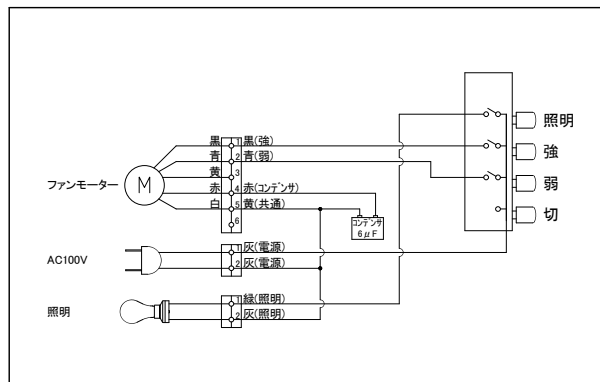 照明
強
弱
切
ファンモーター
M
黒 1 黒(強)
青 2 青(弱)
黄 3
赤 4 赤(コンデンサ)
白 5 黄(共通)
6
コンデンサ
6μF
AC100V
1 灰(電源)
2 灰(電源)
照明
1 緑(照明)
2 灰(照明)